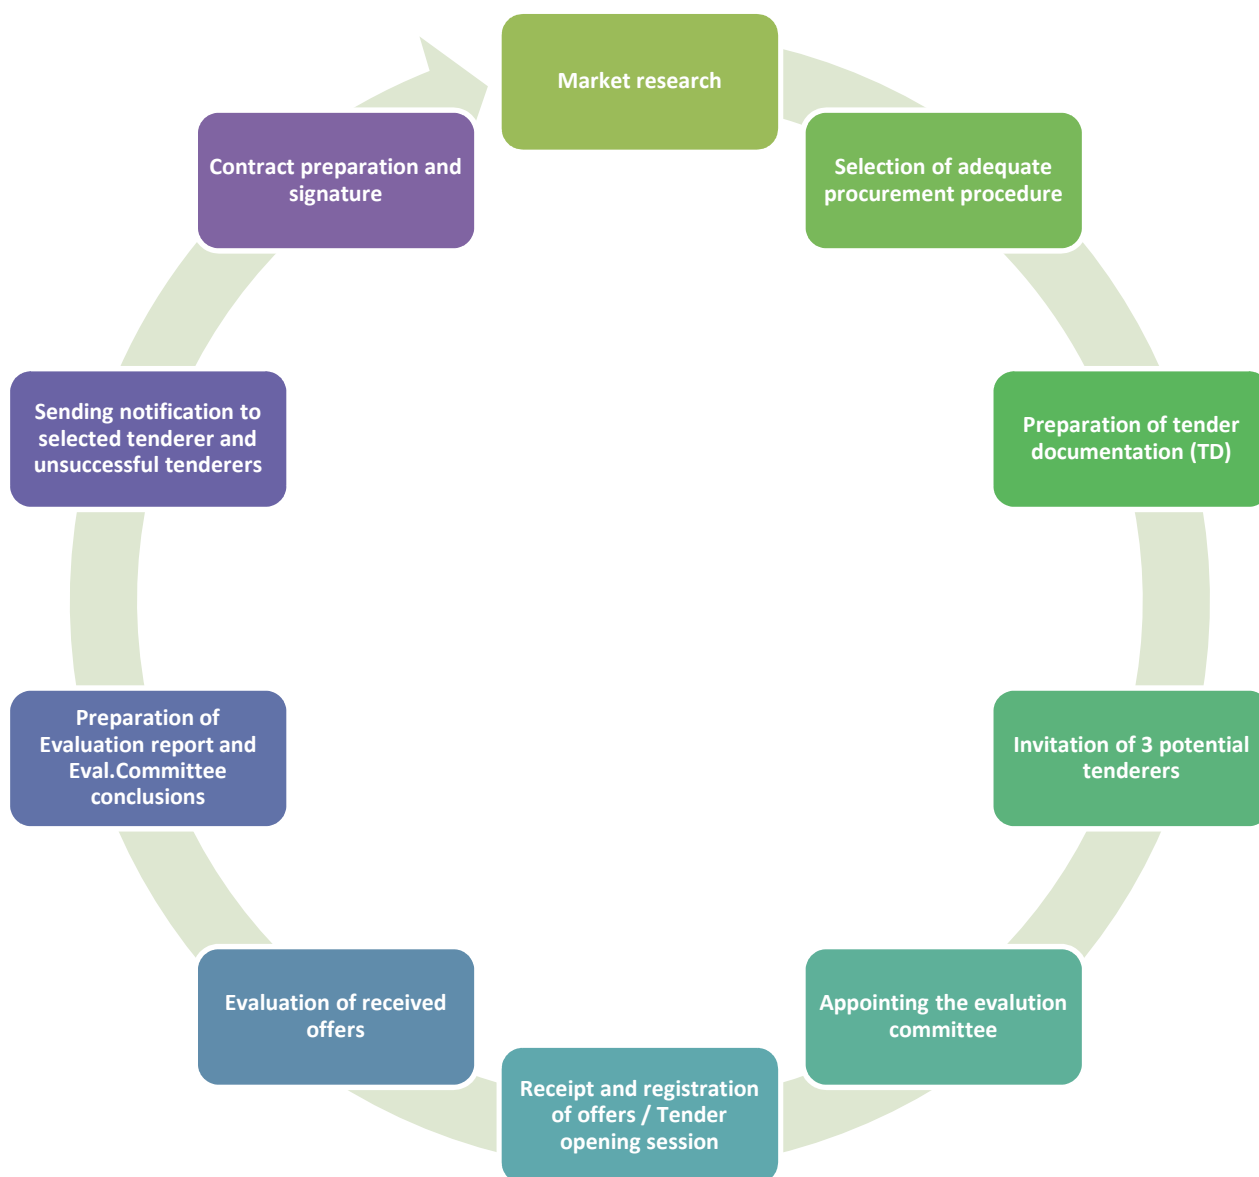 Market research
Selection of adequate
procurement procedure
Preparation of tender
documentation (TD)
Invitation of 3 potential
tenderers
Appointing the evalution
committee
Receipt and registration
of offers / Tender
opening session
Evaluation of received
offers
Preparation of
Evaluation report and
Eval.Committee
conclusions
Sending notification to
selected tenderer and
unsuccessful tenderers
Contract preparation and
signature